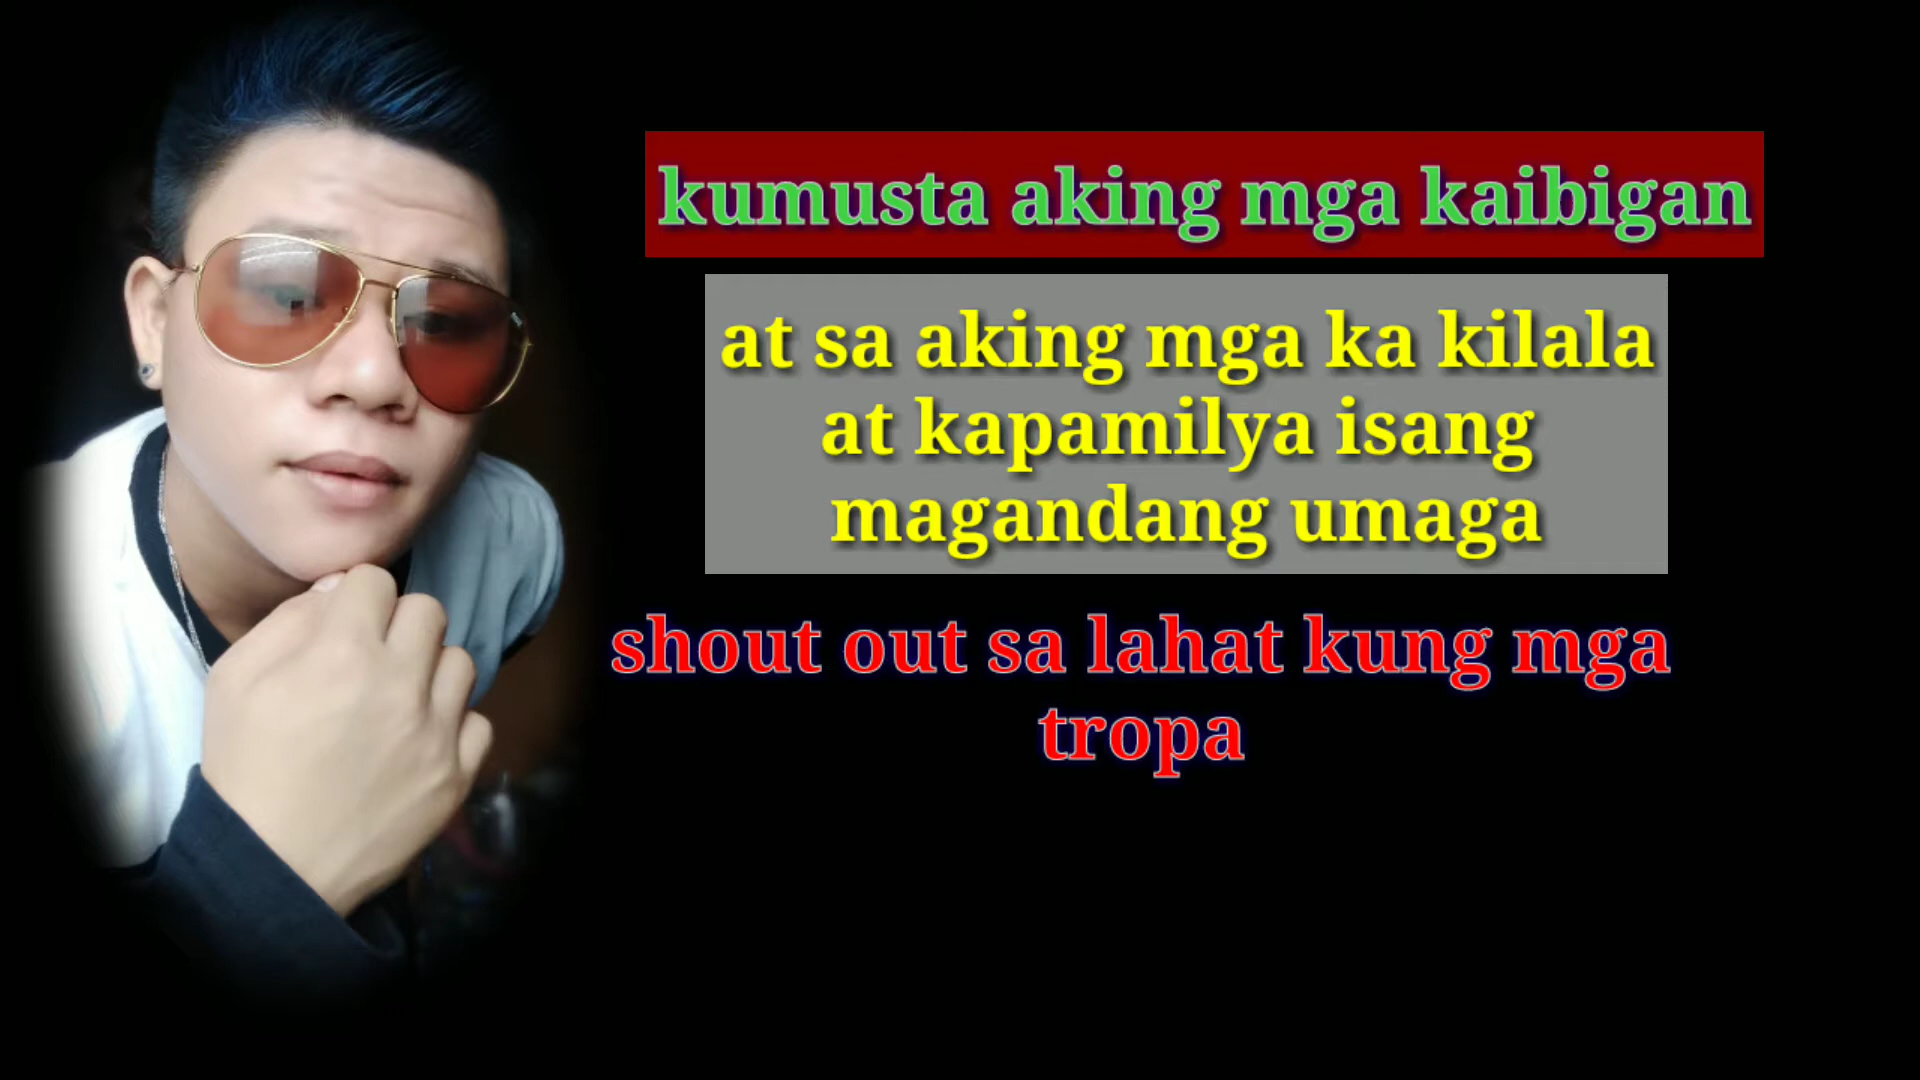 kumusta aking mga kaibigan
at sa aking mga ka kilala
at kapamilya isang
magandang umaga
shout out sa lahat kung mga
tropa